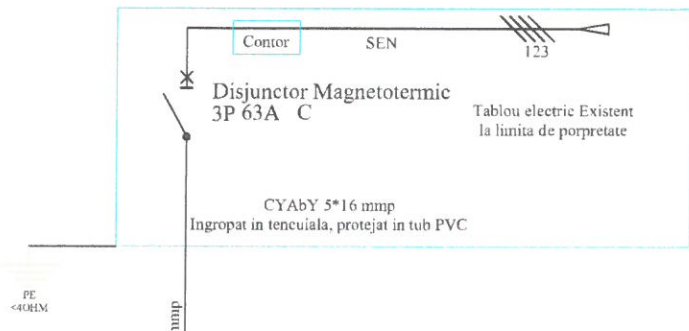 Contor
SEN
123
Disjunctor Magnetotermic
3P 63A C
Tablou electric Existent
la limita de porpretate
CYAbY 5*16 mmp
Ingropat in tencuiala, protejat in tub PVC
PE
<4OHM
mmp